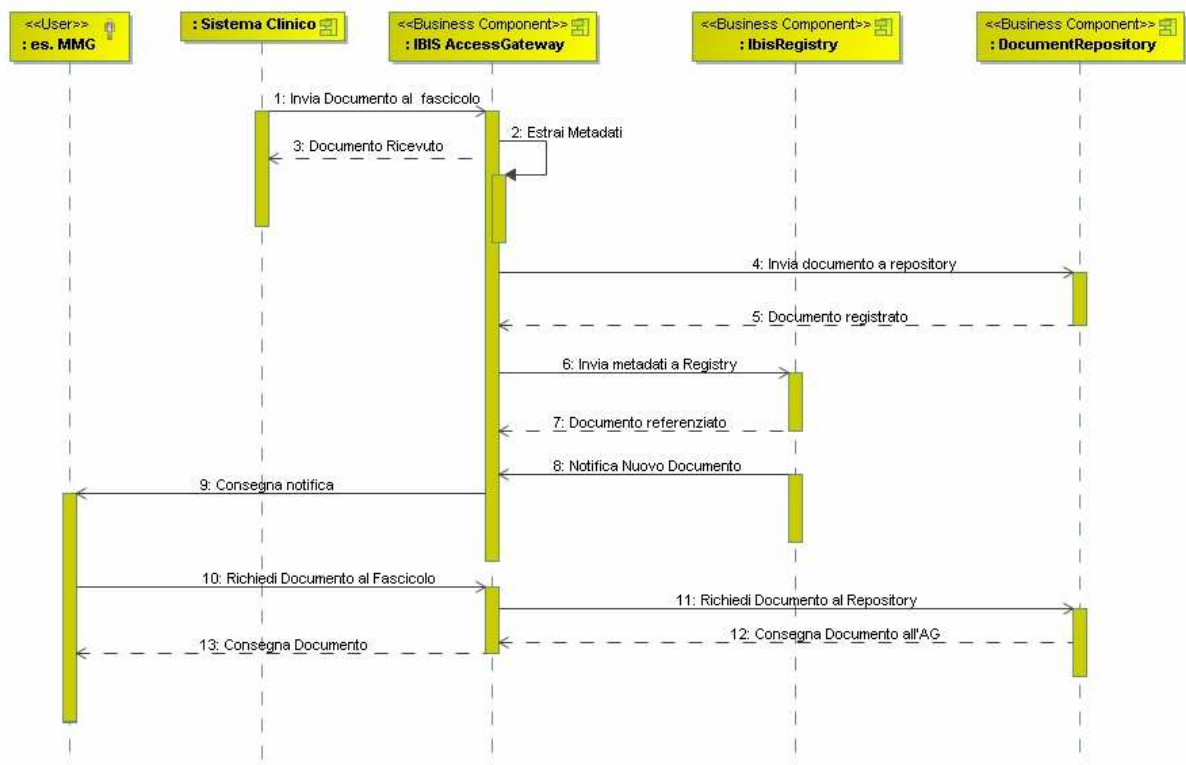 <<User>>
: es. MMG
: Sistema Clinico
<<Business Component>>
: IBIS AccessGateway
<<Business Component>>
: IbisRegistry
<<Business Component>>
: DocumentRepository
1: Invia Documento al fascicolo
2: Estrai Metadati
3: Documento Ricevuto
4: Invia documento a repository
5: Documento registrato
6: Invia metadati a Registry
7: Documento referenziato
8: Notifica Nuovo Documento
9: Consegna notifica
10: Richiedi Documento al Fascicolo
11: Richiedi Documento al Repository
12: Consegna Documento all'AG
13: Consegna Documento